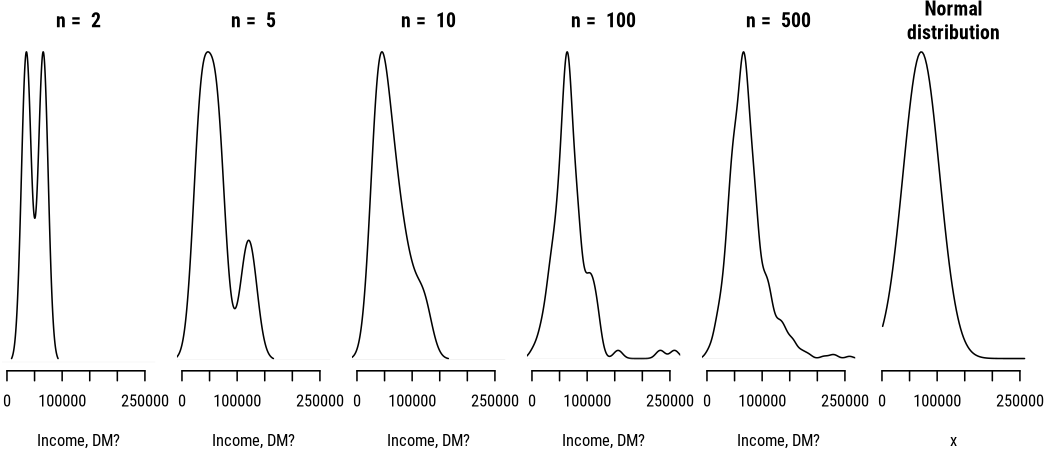 n = 2
n = 5
n = 10
n = 100
n = 500
Normal
distribution
0 100000 250000
0 100000 250000
0 100000 250000
0 100000 250000
0 100000 250000
0 100000 250000
Income, DM?
Income, DM?
Income, DM?
Income, DM?
Income, DM?
x